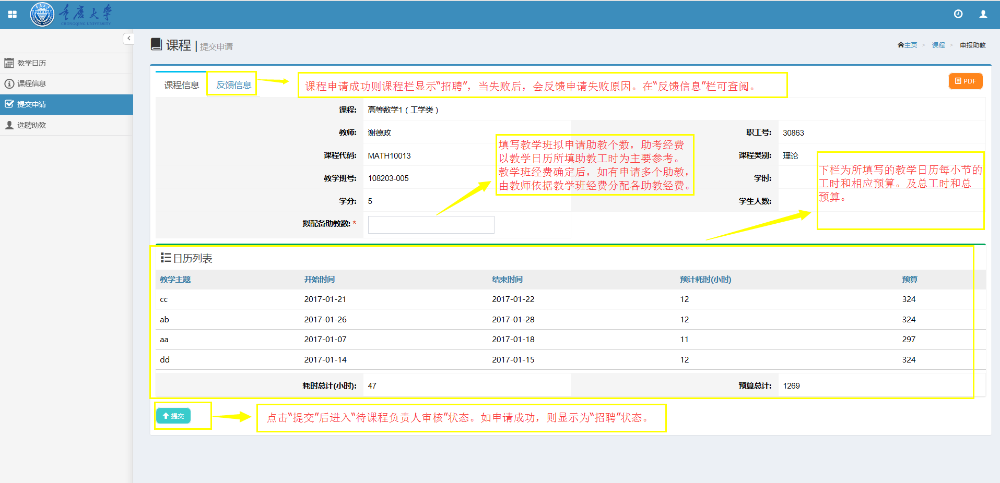 重庆大学
CHONGQING UNIVERSITY
教学日历
课程信息
提交申请
选聘助教
课程 | 提交申请
主页 > 课程 > 申报助教
课程信息
反馈信息
课程申请成功则课程栏显示“招聘”，当失败后，会反馈申请失败原因。在“反馈信息”栏可查阅。
PDF
课程: 高等数学1（工学类）
教师: 谢德政
职工号: 30863
课程代码: MATH10013
课程类别: 理论
教学班号: 108203-005
学时:
学分: 5
学生人数:
拟配备助教数: *
填写教学班拟申请助教个数，助考经费
以教学日历所填助教工时为主要参考。
教学班经费确定后，如有申请多个助教，
由教师依据教学班经费分配各助教经费。
下栏为所填写的教学日历每小节的
工时和相应预算。及总工时和总
预算。
日历列表
教学主题 开始时间 结束时间 预计耗时(小时) 预算
cc 2017-01-21 2017-01-22 12 324
ab 2017-01-26 2017-01-28 12 324
aa 2017-01-07 2017-01-18 11 297
dd 2017-01-14 2017-01-15 12 324
耗时总计(小时): 47 预算总计: 1269
提交
点击“提交”后进入“待课程负责人审核”状态。如申请成功，则显示为“招聘”状态。